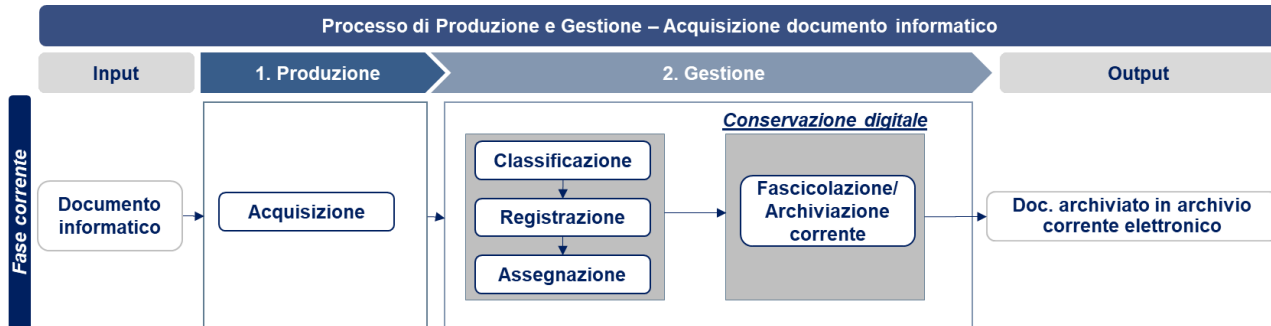 Processo di Produzione e Gestione – Acquisizione documento informatico
Input
1. Produzione
2. Gestione
Output
Fase corrente
Documento
informatico
Acquisizione
Classificazione
Registrazione
Assegnazione
Conservazione digitale
Fascicolazione/
Archiviazione
corrente
Doc. archiviato in archivio
corrente elettronico